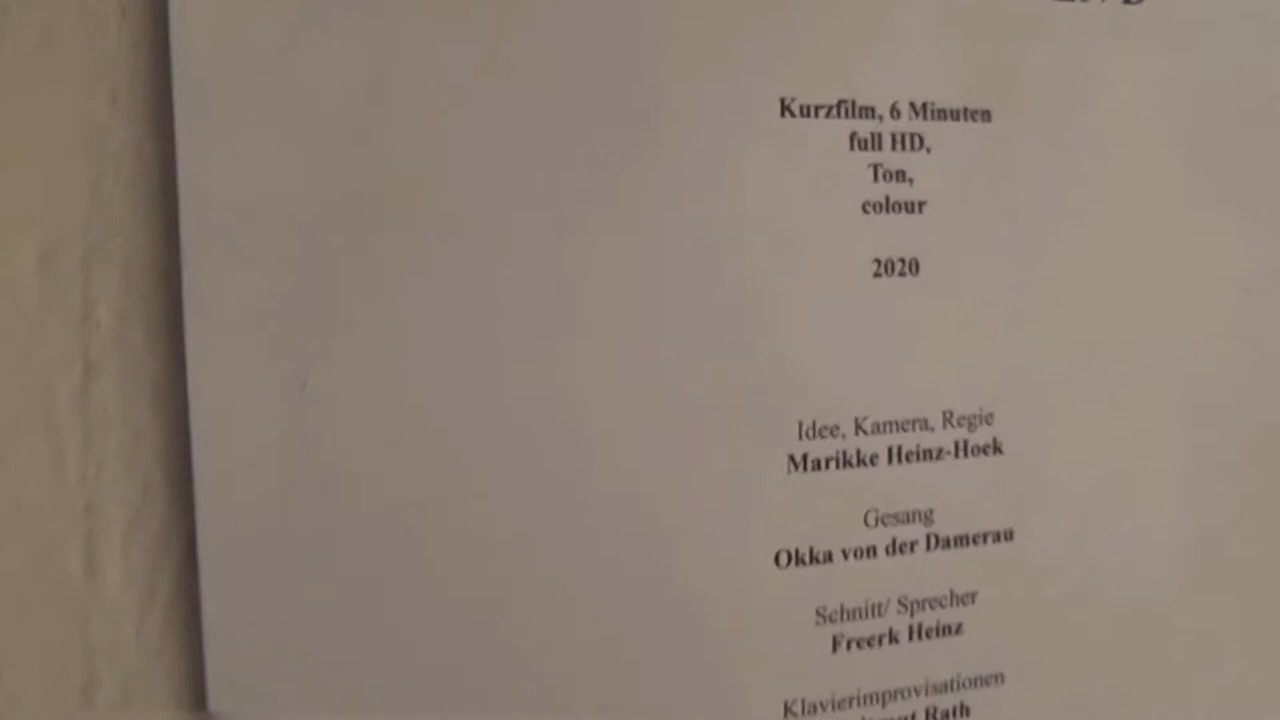 Kurzfilm, 6 Minuten
full HD,
Ton,
colour
2020
Idee, Kamera, Regie
Marikke Heinz-Hoek
Gesang
Okka von der Damerau
Schnitt/ Sprecher
Freerk Heinz
Klavierimprovisationen
Rath